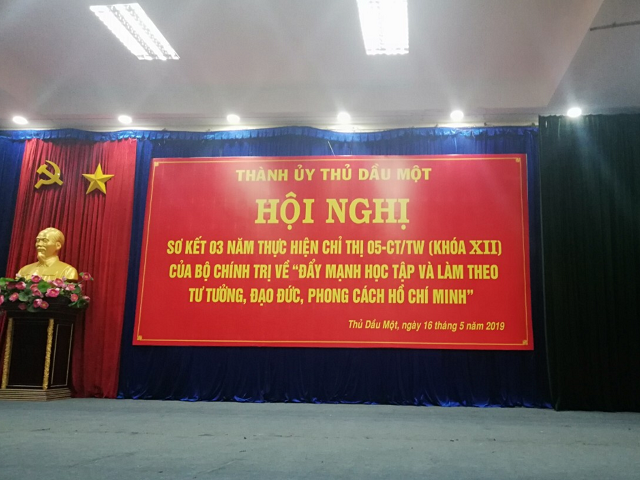 THÀNH ỦY THỦ DẦU MỘT
HỘI NGHỊ
SƠ KẾT 03 NĂM THỰC HIỆN CHỈ THỊ 05-CT/TW (KHÓA XII)
CỦA BỘ CHÍNH TRỊ VỀ "ĐẨY MẠNH HỌC TẬP VÀ LÀM THEO
TƯ TƯỞNG, ĐẠO ĐỨC, PHONG CÁCH HỒ CHÍ MINH"
Thủ Dầu Một, ngày 16 tháng 5 năm 2019